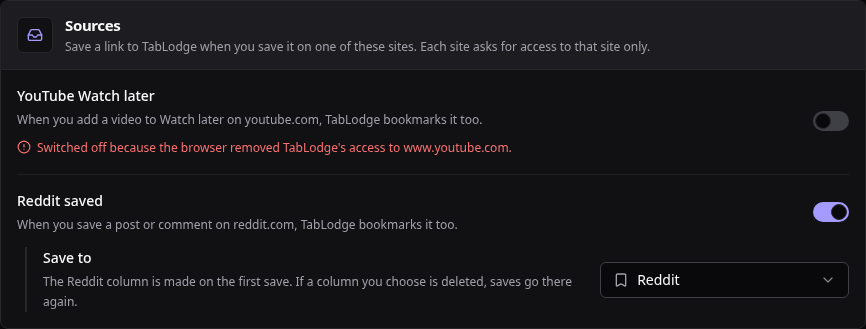 Sources
Save a link to TabLodge when you save it on one of these sites. Each site asks for access to that site only.
YouTube Watch later
When you add a video to Watch later on youtube.com, TabLodge bookmarks it too.
Switched off because the browser removed TabLodge's access to www.youtube.com.
Reddit saved
When you save a post or comment on reddit.com, TabLodge bookmarks it too.
Save to
The Reddit column is made on the first save. If a column you choose is deleted, saves go there
again.
Reddit